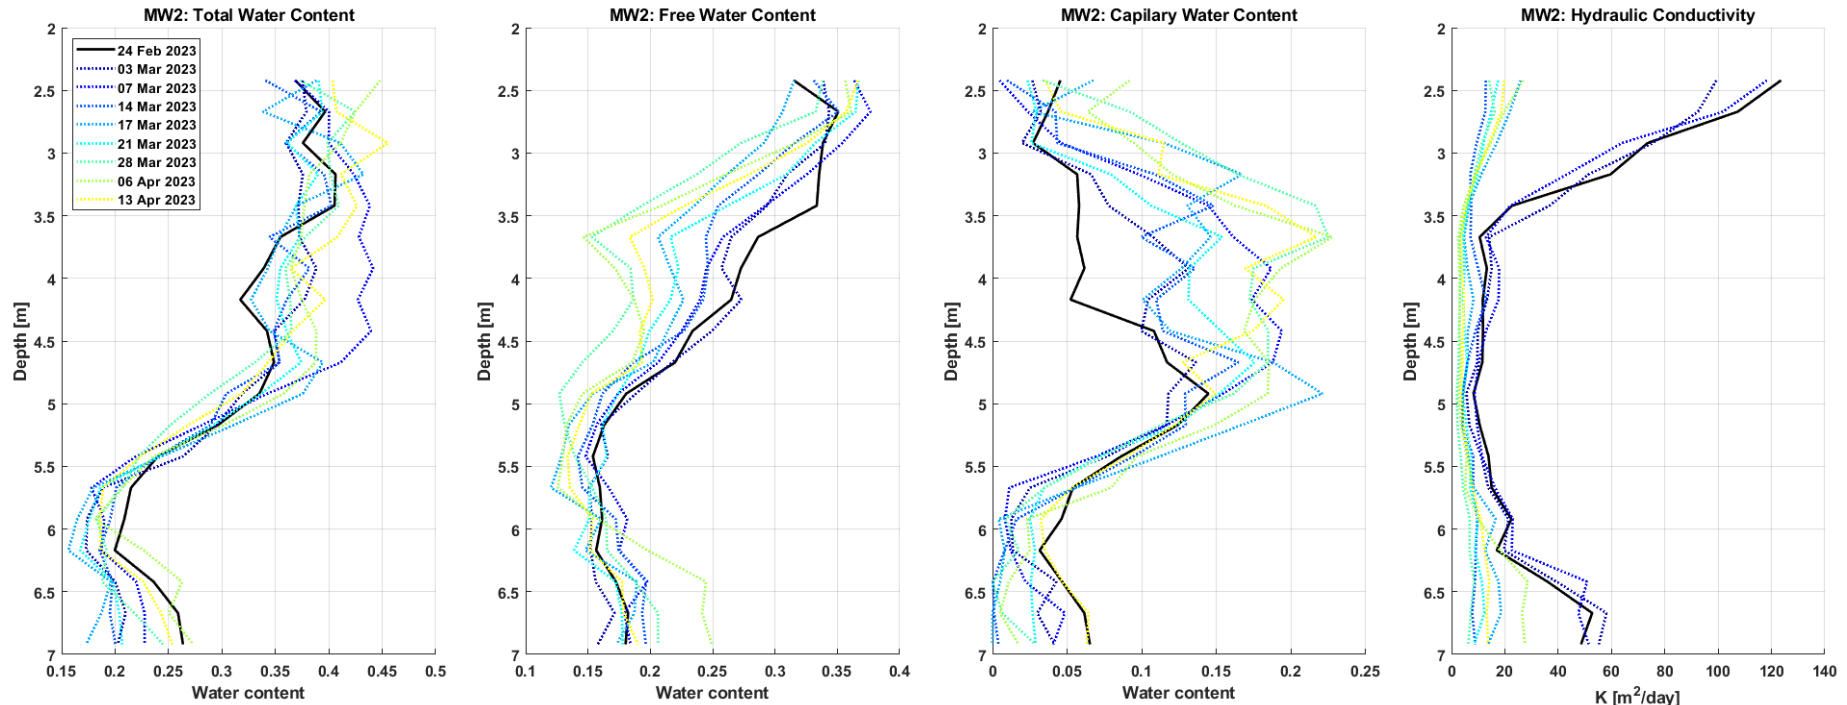 MW2: Total Water Content
2
2.5
3
3.5
4
4.5
5
5.5
6
6.5
7
Depth [m]
24 Feb 2023
03 Mar 2023
07 Mar 2023
14 Mar 2023
17 Mar 2023
21 Mar 2023
28 Mar 2023
06 Apr 2023
13 Apr 2023
0.15 0.2 0.25 0.3 0.35 0.4 0.45 0.5
Water content
MW2: Free Water Content
2
2.5
3
3.5
4
4.5
5
5.5
6
6.5
7
Depth [m]
0.1 0.15 0.2 0.25 0.3 0.35 0.4
Water content
MW2: Capilary Water Content
2
2.5
3
3.5
4
4.5
5
5.5
6
6.5
7
Depth [m]
0 0.05 0.1 0.15 0.2 0.25
Water content
MW2: Hydraulic Conductivity
2
2.5
3
3.5
4
4.5
5
5.5
6
6.5
7
Depth [m]
0 20 40 60 80 100 120 140
K [m²/day]